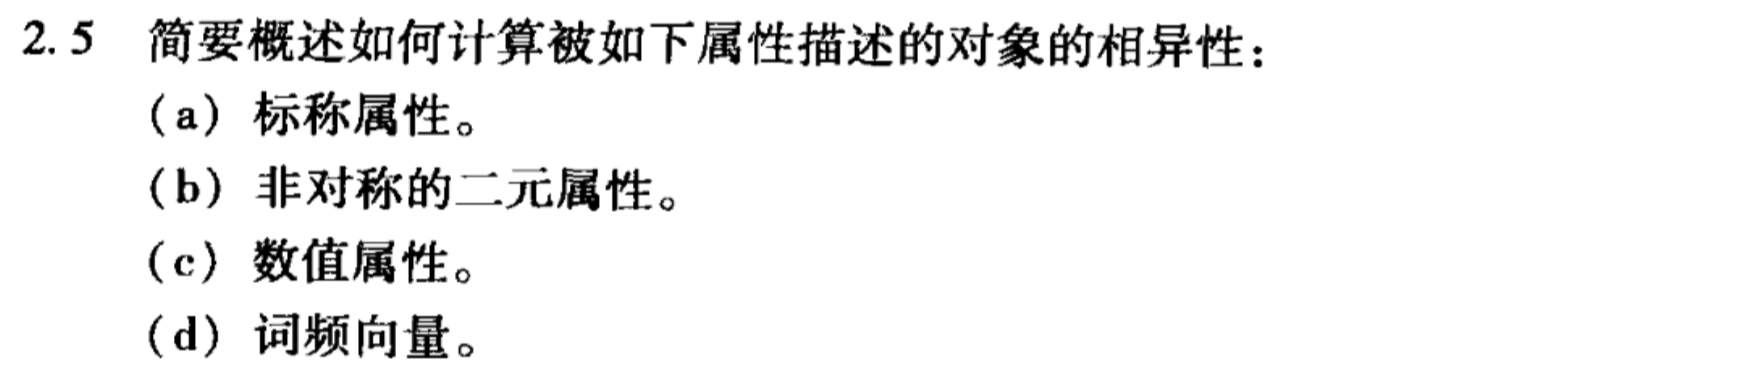 2.5 简要概述如何计算被如下属性描述的对象的相异性：
(a) 标称属性。
(b) 非对称的二元属性。
(c) 数值属性。
(d) 词频向量。